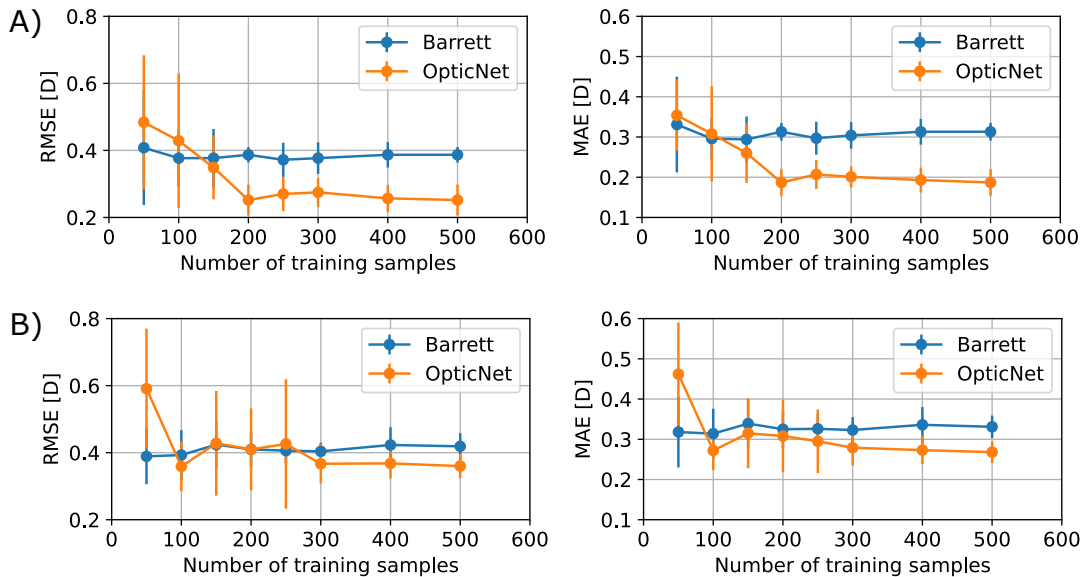 A)
0.8
0.6
0.4
0.2
RMSE [D]
0
100
200
300
400
500
600
Number of training samples
Barrett
OpticNet
0.6
0.5
0.4
0.3
0.2
0.1
MAE [D]
0
100
200
300
400
500
600
Number of training samples
Barrett
OpticNet
B)
0.8
0.6
0.4
0.2
RMSE [D]
0
100
200
300
400
500
600
Number of training samples
Barrett
OpticNet
0.6
0.5
0.4
0.3
0.2
0.1
MAE [D]
0
100
200
300
400
500
600
Number of training samples
Barrett
OpticNet